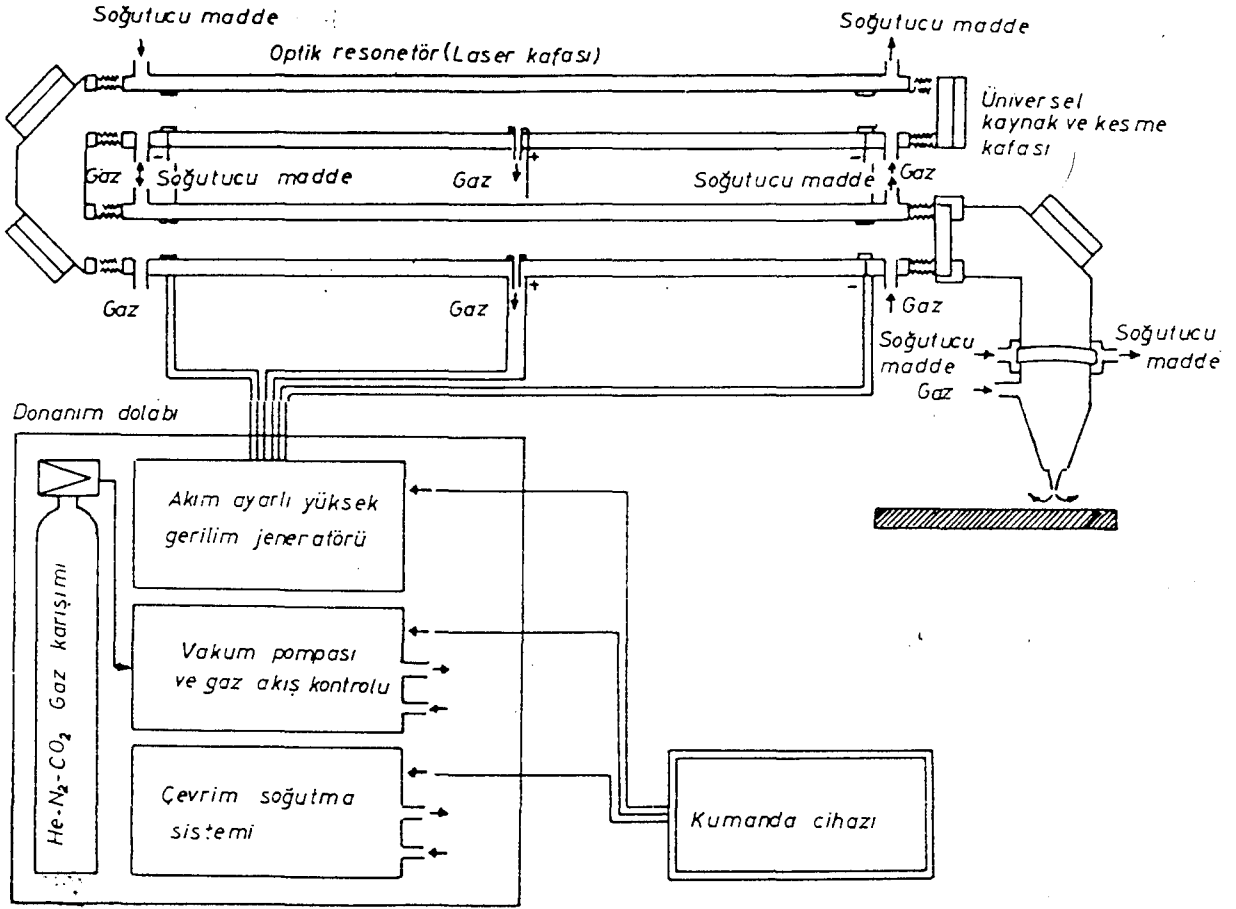 Soğutucu madde
Soğutucu madde
Optik resonetör (Laser kafası)
Üniversel
kaynak ve kesme
kafası
- + -
Gaz Soğutucu madde Gaz Soğutucu madde Gaz
Gaz Gaz + - Gaz
Soğutucu
madde
Soğutucu
madde
Gaz
Donanım dolabı
He-N₂-CO₂ Gaz karışımı
Akım ayarlı yüksek
gerilim jeneratörü
Vakum pompası
ve gaz akış kontrolu
Çevrim soğutma
sistemi
Kumanda cihazı